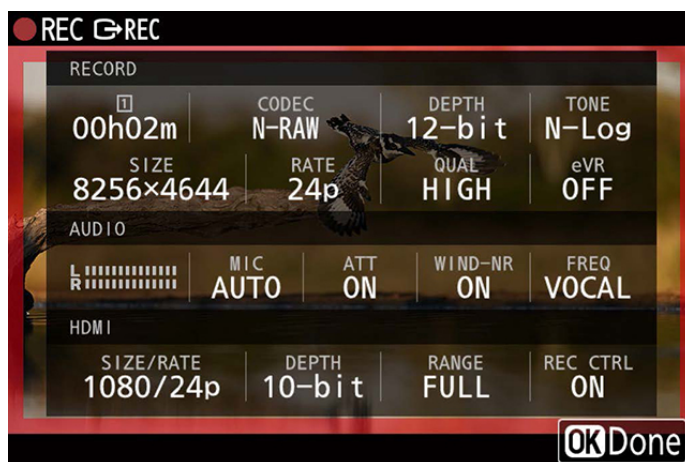 REC REC
RECORD
1 CODEC DEPTH TONE
00h02m N-RAW 12-bit N-Log
SIZE RATE QUAL eVR
8256×4644 24p HIGH OFF
AUDIO
L MIC ATT WIND-NR FREQ
R AUTO ON ON VOCAL
HDMI
SIZE/RATE DEPTH RANGE REC CTRL
1080/24p 10-bit FULL ON
OK Done